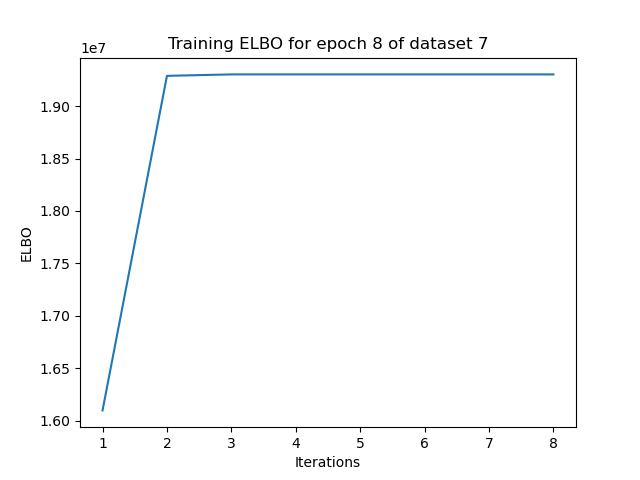 Training ELBO for epoch 8 of dataset 7
1e7
1.90
1.85
1.80
1.75
1.70
1.65
1.60
ELBO
1 2 3 4 5 6 7 8
Iterations